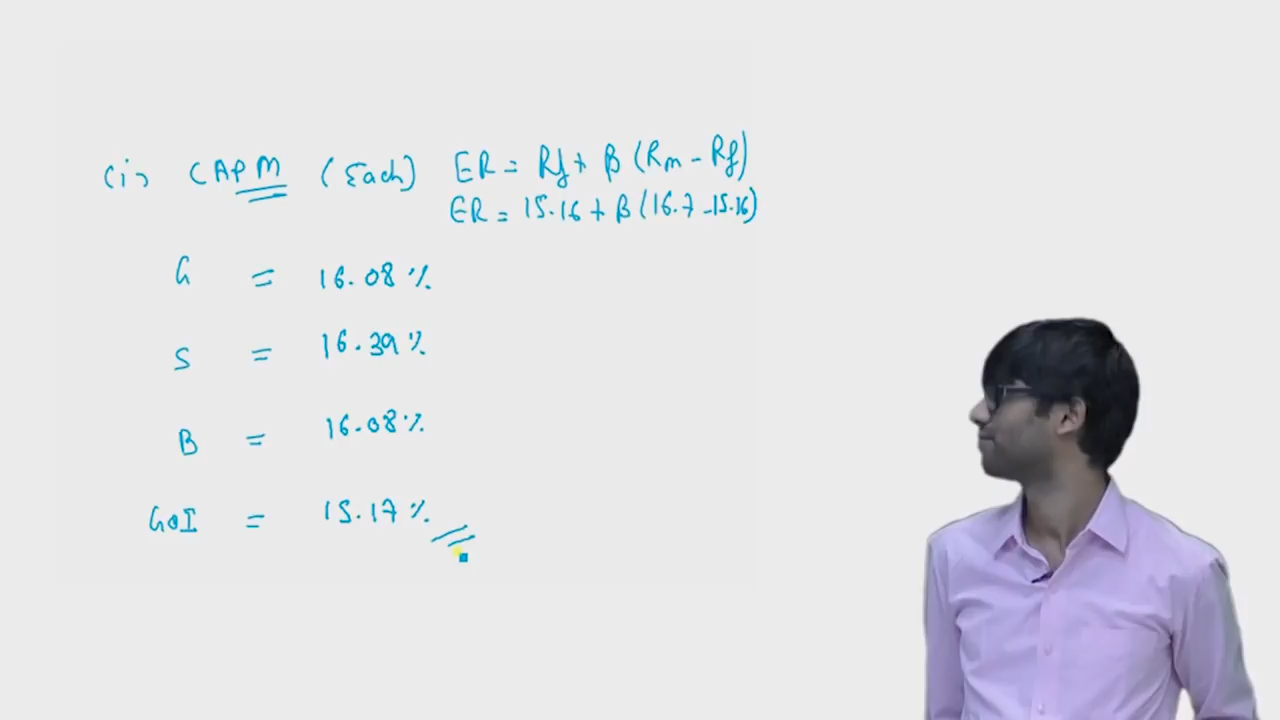 (i) CAPM (Each) ER = Rf + β (Rm - Rf)
ER = 15.16 + β (16.7 - 15.16)
G = 16.08 %
S = 16.39 %
B = 16.08 %
GOI = 15.17 %